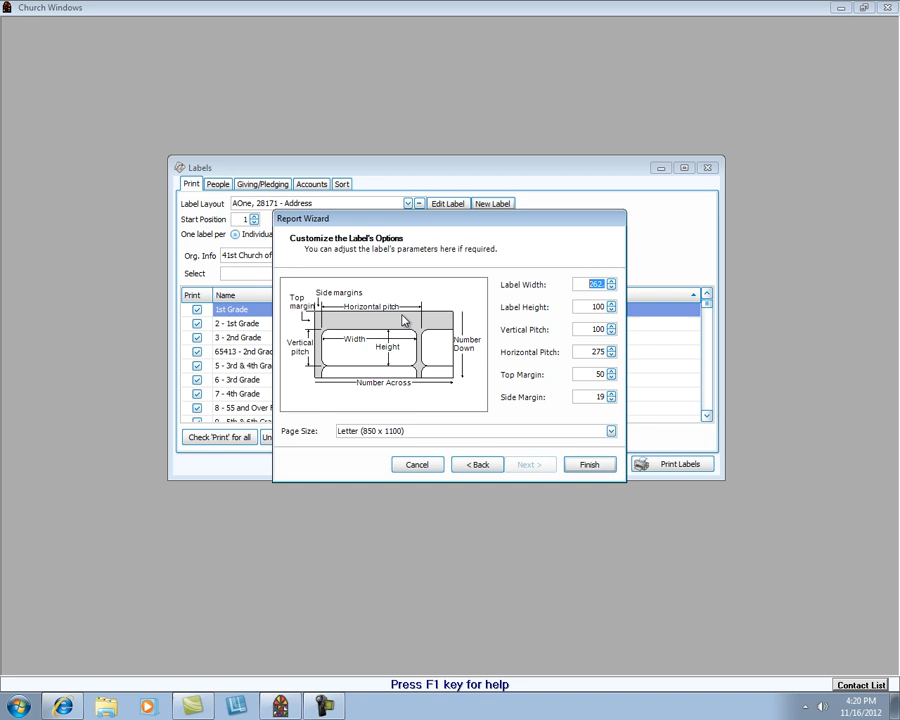 Church Windows
Labels
Print People Giving/Pledging Accounts Sort
Label Layout AOne, 28171 - Address Edit Label New Label
Start Position 1
One label per Individua
Org. Info 41st Church of
Select
Print Name
1st Grade
2 - 1st Grade
3 - 2nd Grade
65413 - 2nd Grac
5 - 3rd & 4th Gra
6 - 3rd Grade
7 - 4th Grade
8 - 55 and Over F
Check 'Print' for all Un
Print Labels
Report Wizard
Customize the Label's Options
You can adjust the label's parameters here if required.
Side margins
Top margin
Horizontal pitch
Width
Height
Vertical pitch
Number Down
Number Across
Label Width: 262
Label Height: 100
Vertical Pitch: 100
Horizontal Pitch: 275
Top Margin: 50
Side Margin: 19
Page Size: Letter (850 x 1100)
Cancel < Back Next > Finish
Press F1 key for help
Contact List
4:20 PM
11/16/2012